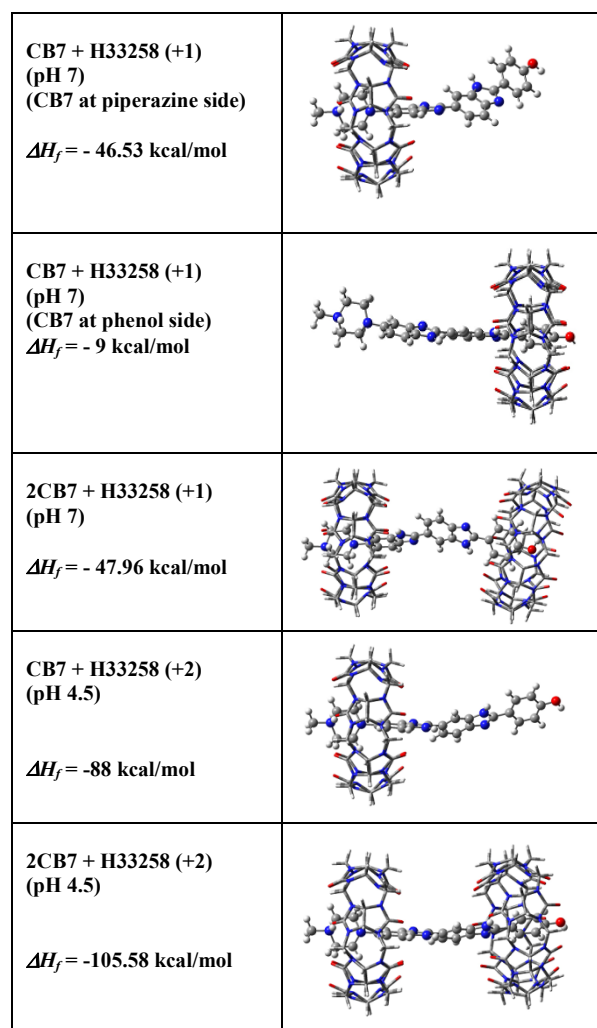 CB7 + H33258 (+1)
(pH 7)
(CB7 at piperazine side)
ΔHf = - 46.53 kcal/mol
CB7 + H33258 (+1)
(pH 7)
(CB7 at phenol side)
ΔHf = - 9 kcal/mol
2CB7 + H33258 (+1)
(pH 7)
ΔHf = - 47.96 kcal/mol
CB7 + H33258 (+2)
(pH 4.5)
ΔHf = -88 kcal/mol
2CB7 + H33258 (+2)
(pH 4.5)
ΔHf = -105.58 kcal/mol